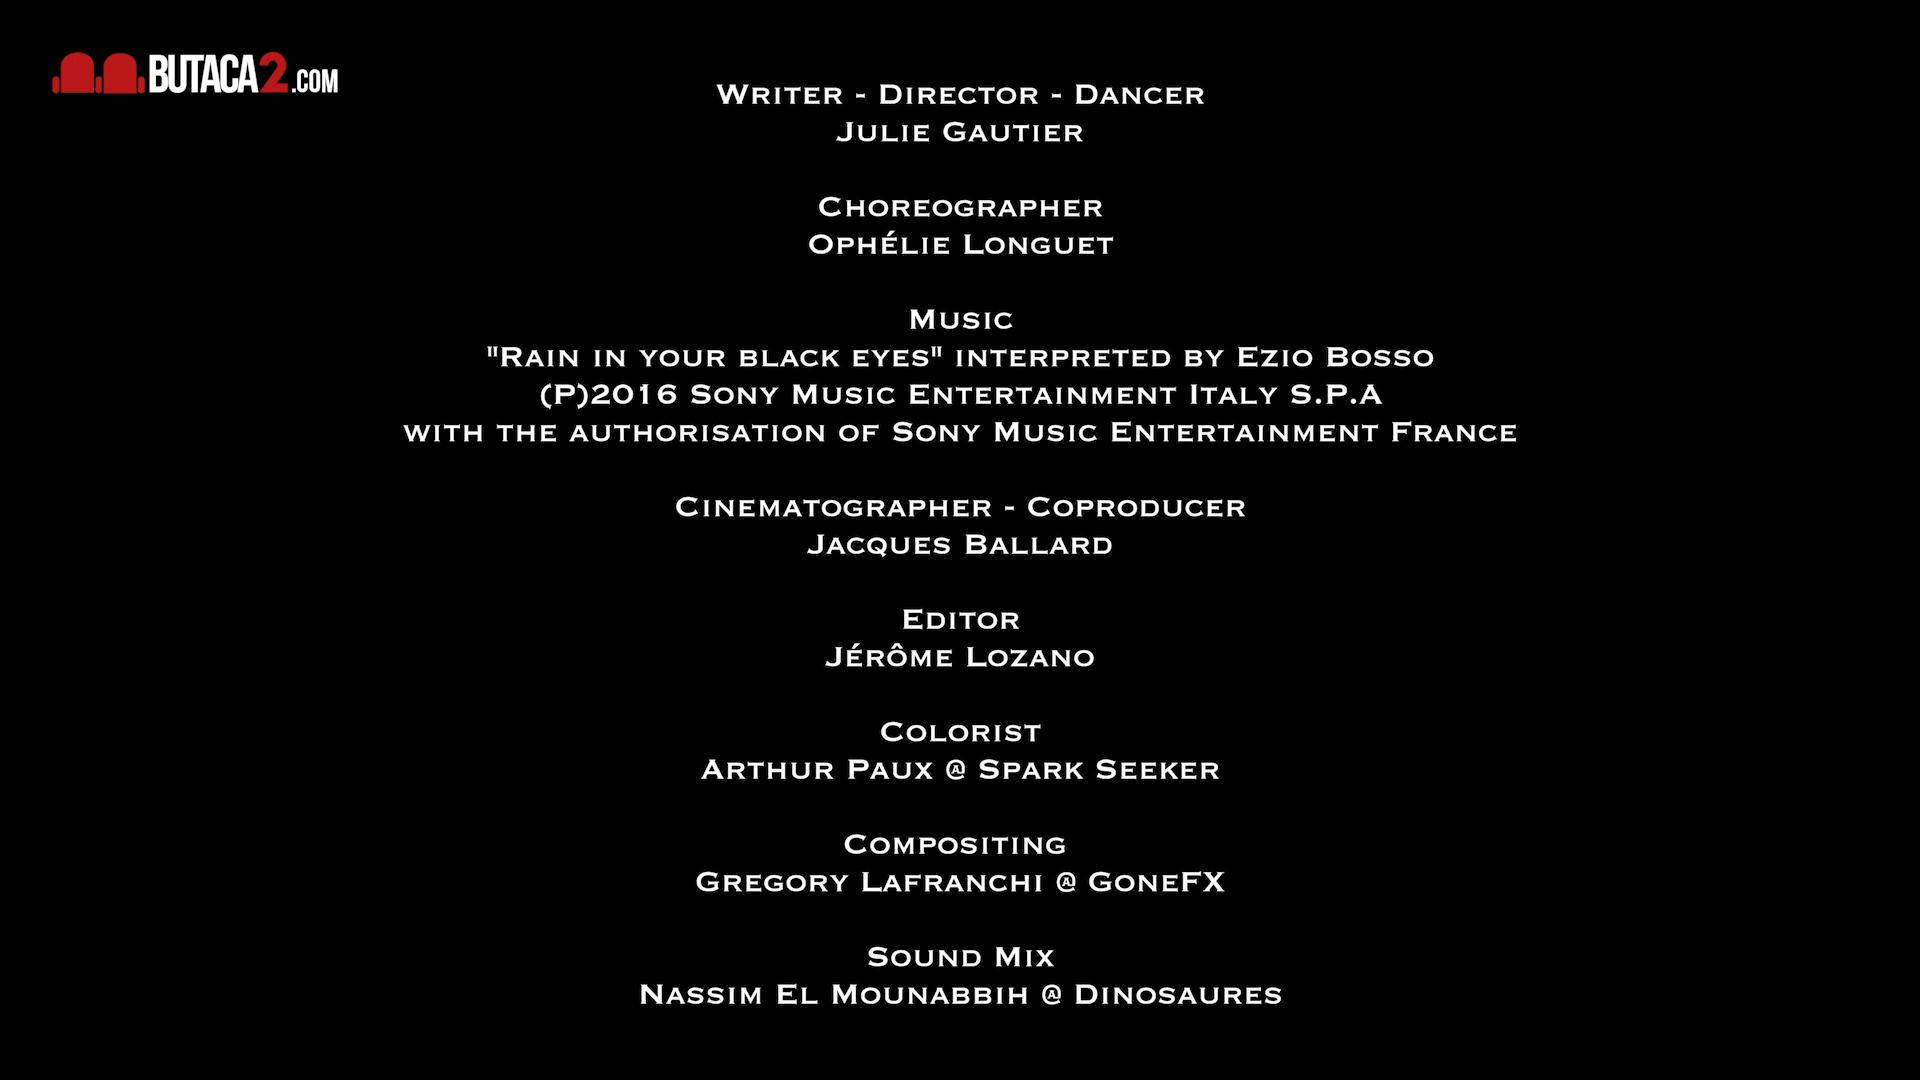 BUTACA2.COM
Writer - Director - Dancer
Julie Gautier
Choreographer
Ophélie Longuet
Music
"Rain in your black eyes" interpreted by Ezio Bosso
(P)2016 Sony Music Entertainment Italy S.P.A
with the authorisation of Sony Music Entertainment France
Cinematographer - Coproducer
Jacques Ballard
Editor
Jérôme Lozano
Colorist
Arthur Paux @ Spark Seeker
Compositing
Gregory Lafranchi @ GoneFX
Sound Mix
Nassim El Mounabbih @ Dinosaures